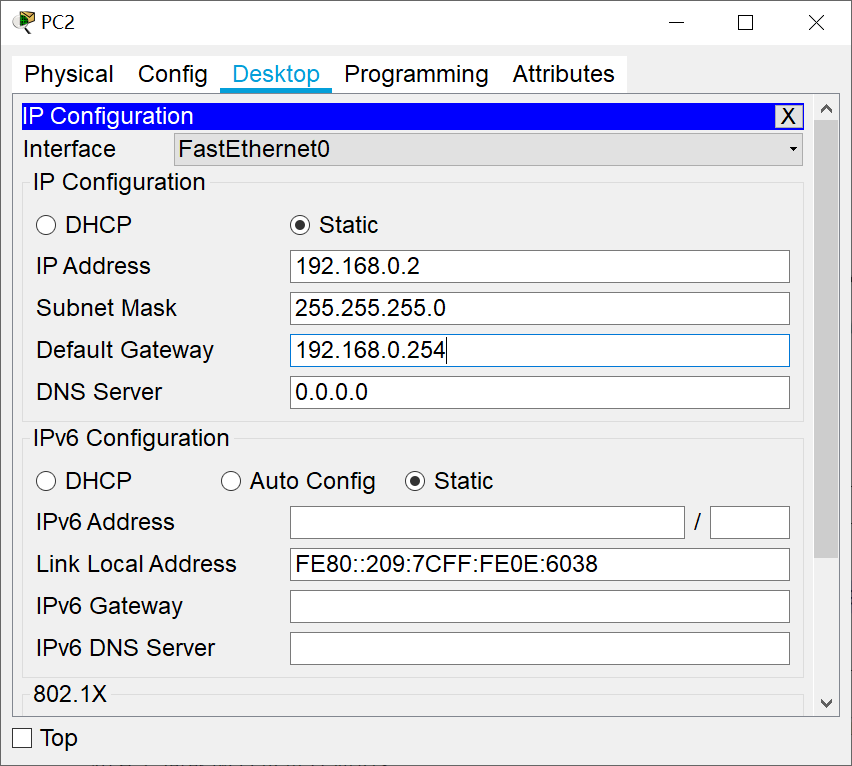 PC2
Physical Config Desktop Programming Attributes
IP Configuration X
Interface FastEthernet0
IP Configuration
DHCP Static
IP Address 192.168.0.2
Subnet Mask 255.255.255.0
Default Gateway 192.168.0.254
DNS Server 0.0.0.0
IPv6 Configuration
DHCP Auto Config Static
IPv6 Address /
Link Local Address FE80::209:7CFF:FE0E:6038
IPv6 Gateway
IPv6 DNS Server
802.1X
Top